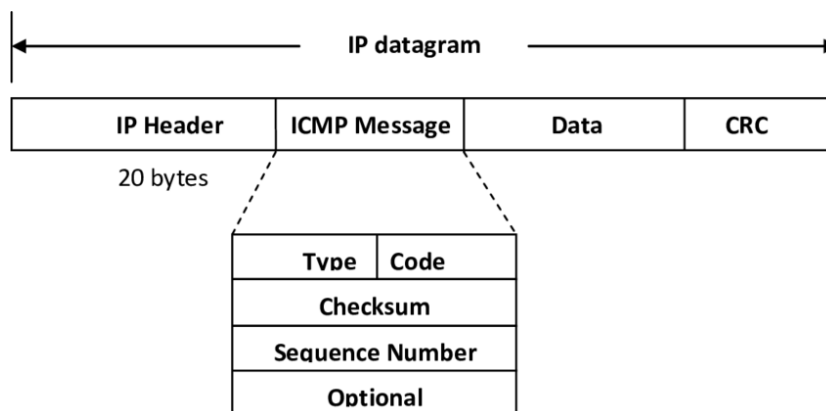 IP datagram
IP Header ICMP Message Data CRC
20 bytes
Type Code
Checksum
Sequence Number
Optional